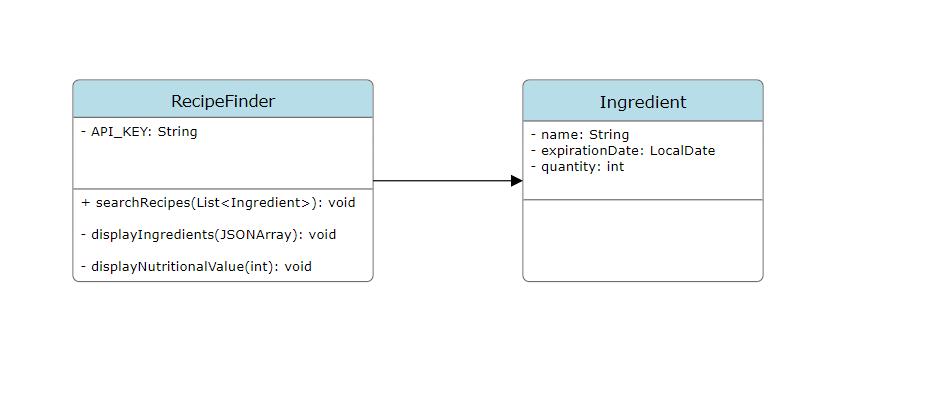 RecipeFinder
- API_KEY: String
+ searchRecipes(List<Ingredient>): void
- displayIngredients(JSONArray): void
- displayNutritionalValue(int): void
Ingredient
- name: String
- expirationDate: LocalDate
- quantity: int